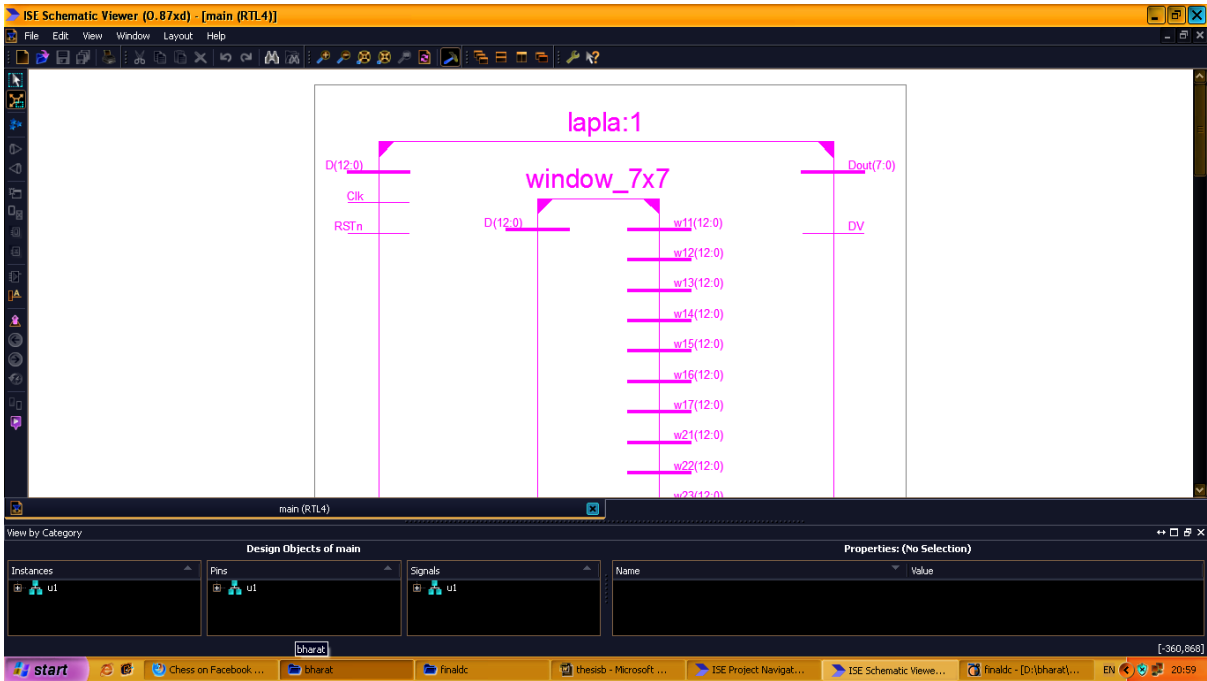 ISE Schematic Viewer (O.87xd) - [main (RTL4)]
File Edit View Window Layout Help
lapla:1
D(12:0) Dout(7:0)
window_7x7
Clk
RSTn D(12:0) w11(12:0) DV
w12(12:0)
w13(12:0)
w14(12:0)
w15(12:0)
w16(12:0)
w17(12:0)
w21(12:0)
w22(12:0)
w23(12:0)
main (RTL4)
View by Category
Design Objects of main Properties: (No Selection)
Instances Pins Signals Name Value
u1 u1 u1
bharat [-360,868]
start Chess on Facebook ... bharat finaldc thesisb - Microsoft ... ISE Project Navigat... ISE Schematic Viewe... finaldc - [D:\bharat\... EN 20:59